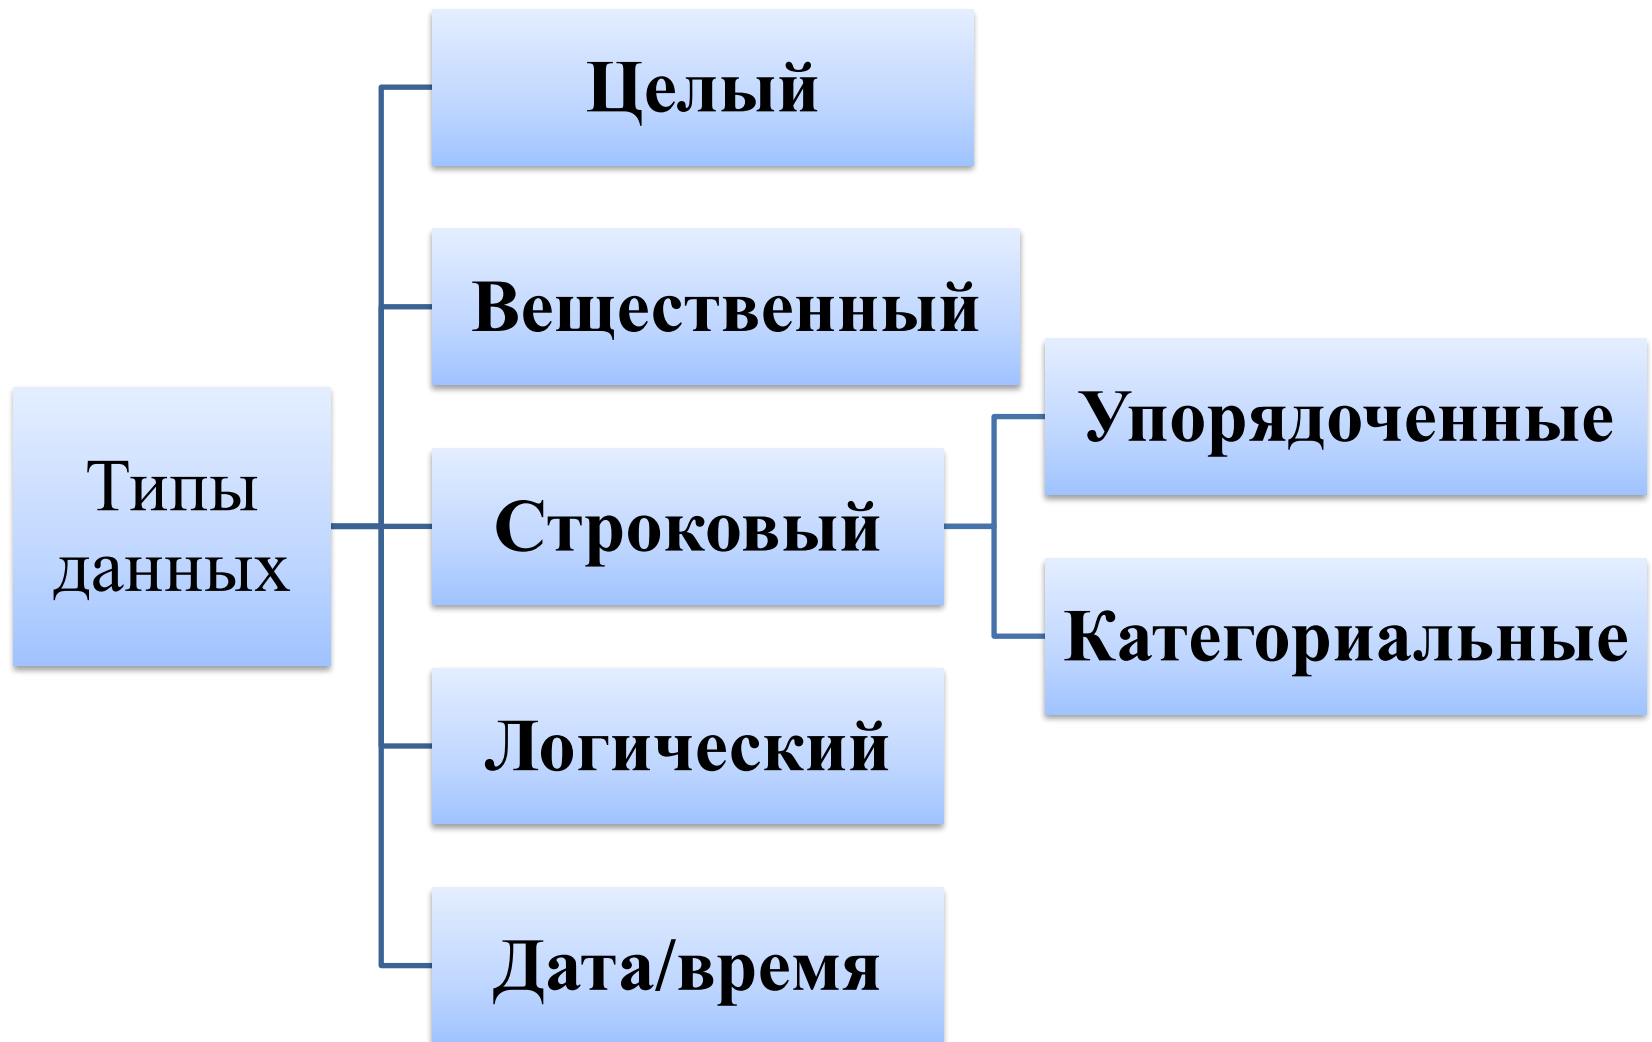 Типы
данных
Целый
Вещественный
Строковый
Упорядоченные
Категориальные
Логический
Дата/время